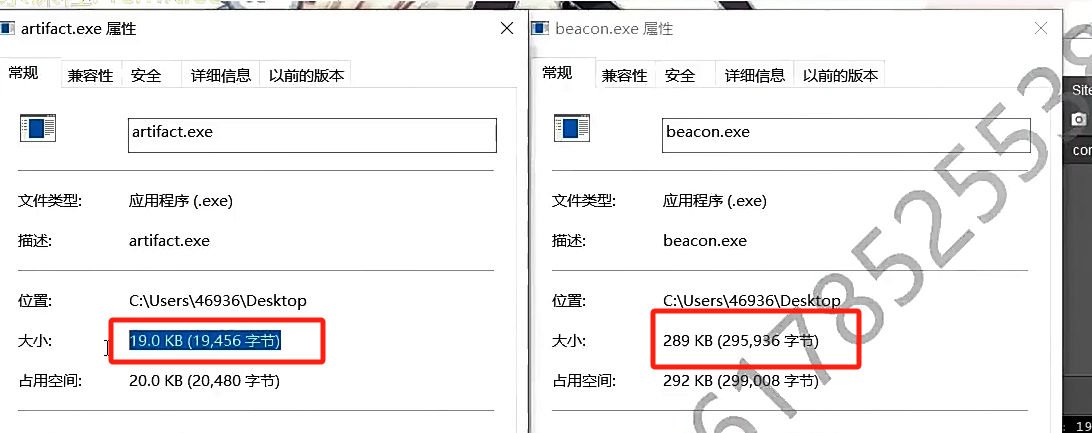 artifact.exe 属性
常规 兼容性 安全 详细信息 以前的版本
artifact.exe
文件类型: 应用程序 (.exe)
描述: artifact.exe
位置: C:\Users\46936\Desktop
大小: 19.0 KB (19,456 字节)
占用空间: 20.0 KB (20,480 字节)
beacon.exe 属性
常规 兼容性 安全 详细信息 以前的版本
beacon.exe
文件类型: 应用程序 (.exe)
描述: beacon.exe
位置: C:\Users\46936\Desktop
大小: 289 KB (295,936 字节)
占用空间: 292 KB (299,008 字节)
Site
con
19
617852553